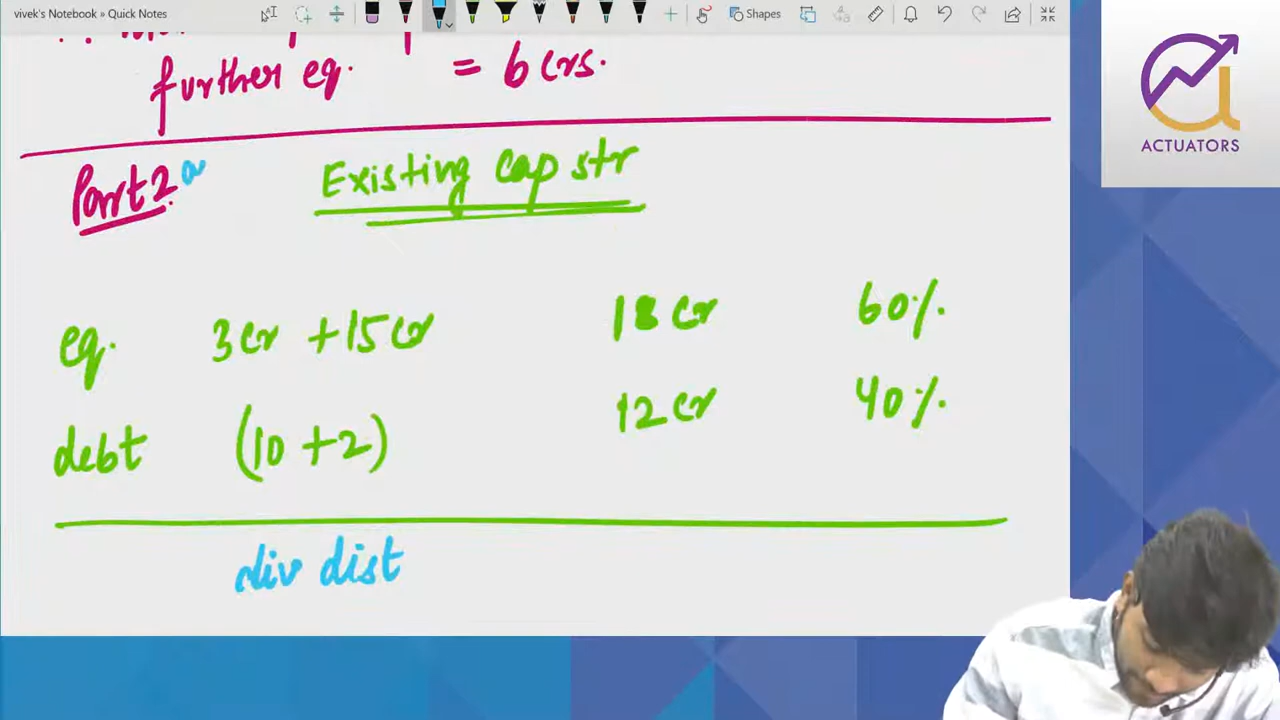 vivek's Notebook » Quick Notes
Shapes
further eq. = 6 crs.
ACTUATORS
Part 2 a
Existing cap str
eq. 3 Cr + 15 Cr 18 Cr 60%
debt (10 + 2) 12 Cr 40%
div dist